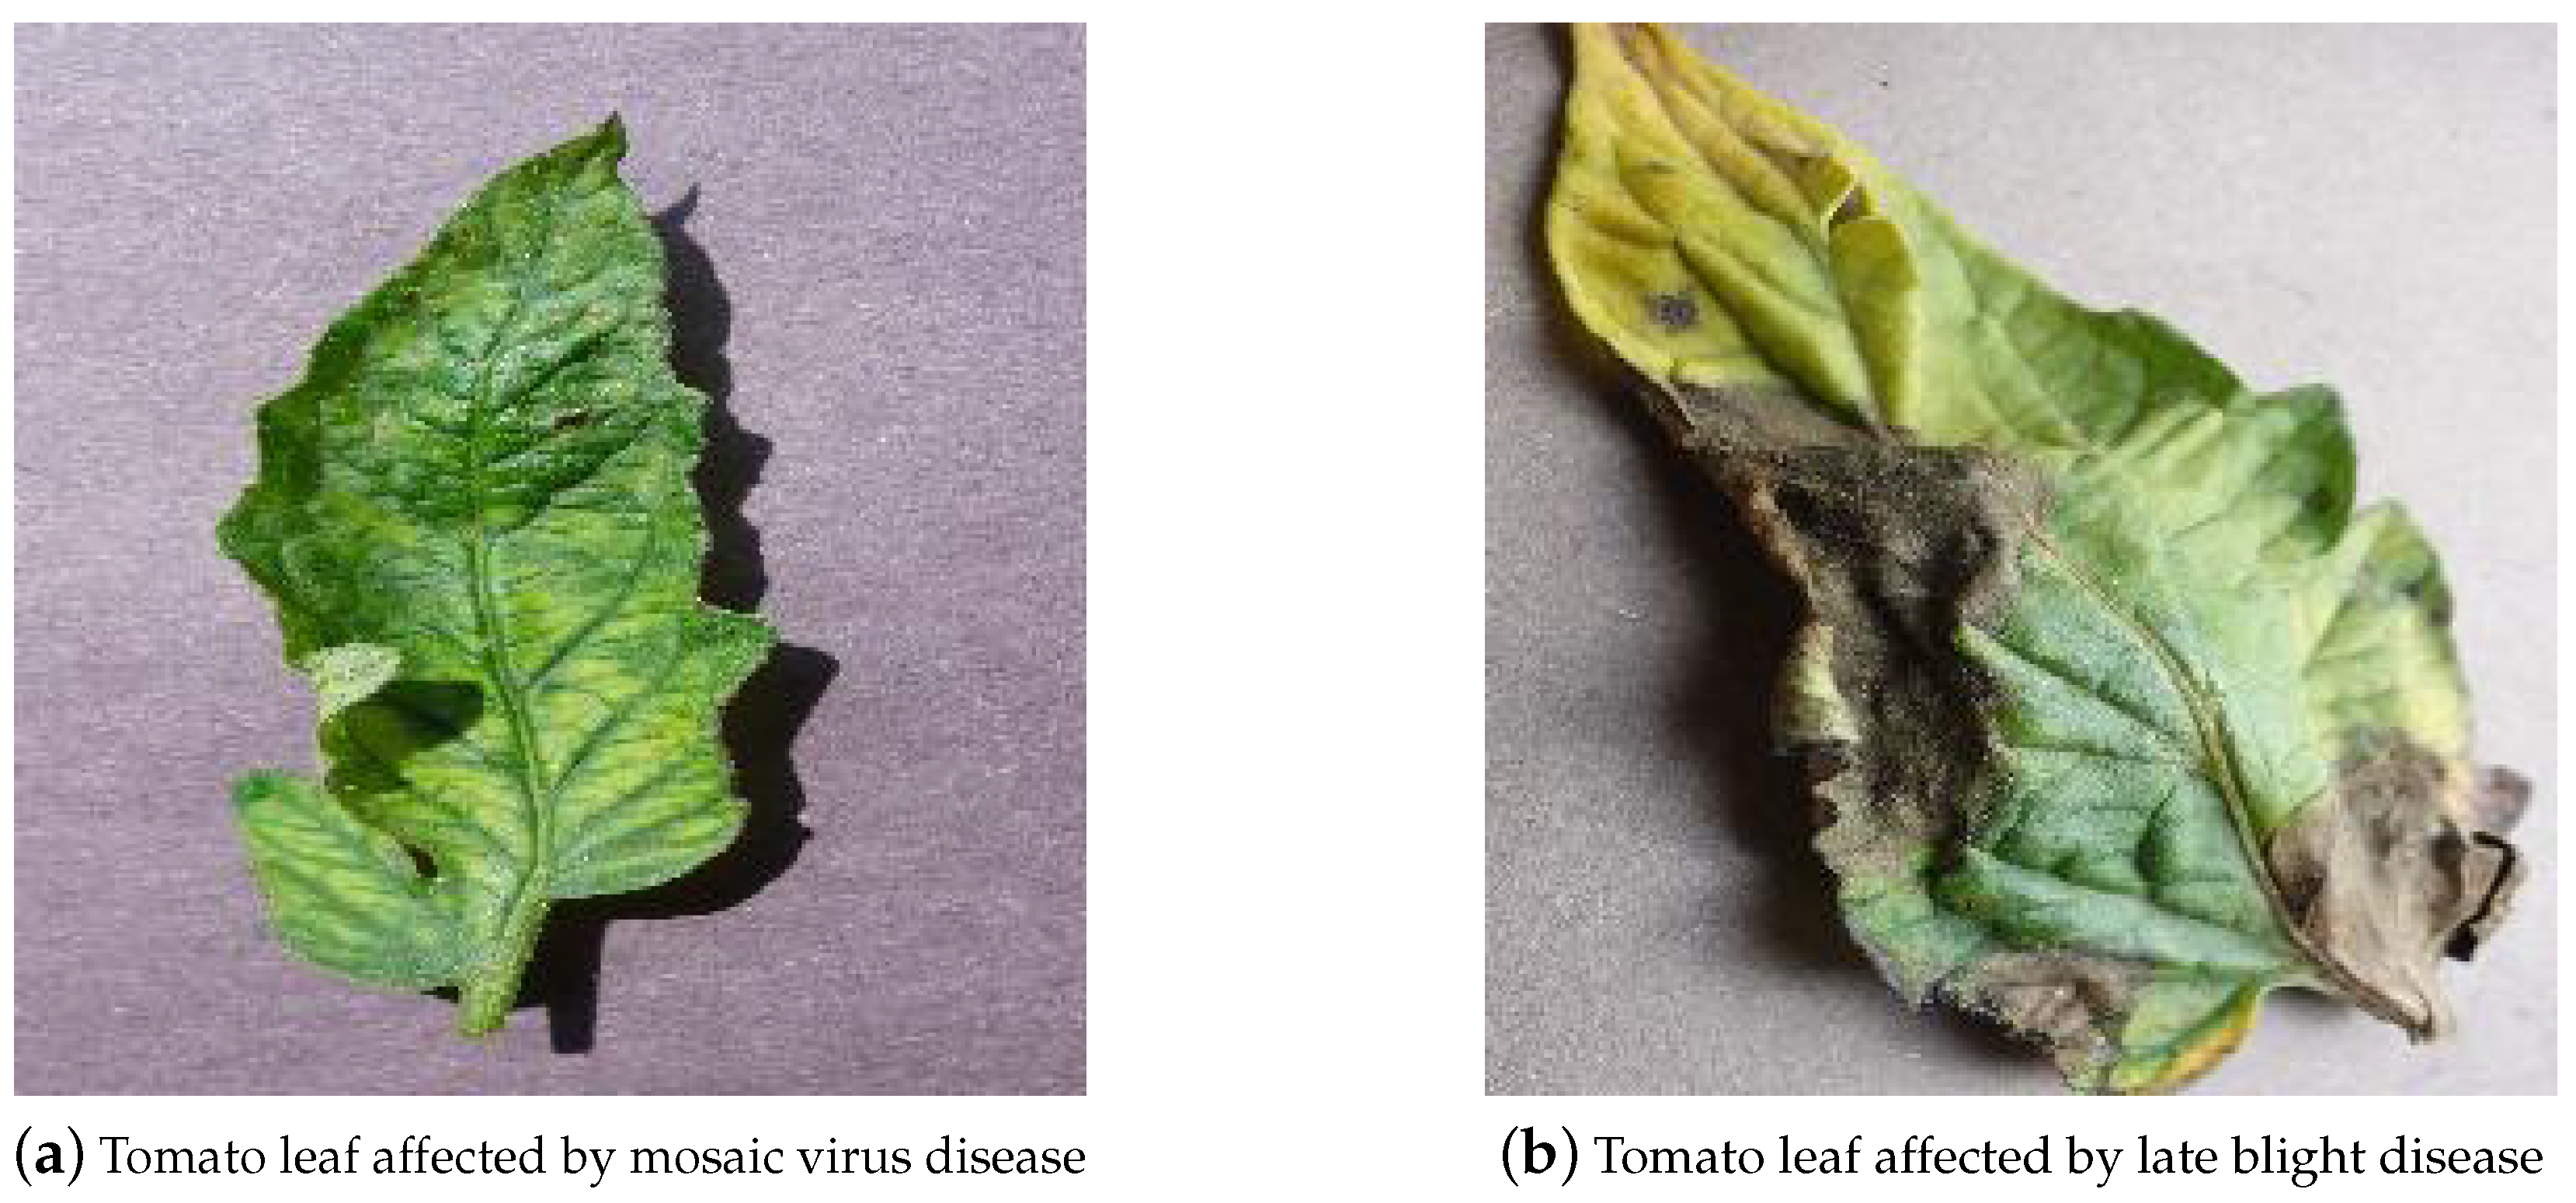 (a) Tomato leaf affected by mosaic virus disease
(b) Tomato leaf affected by late blight disease